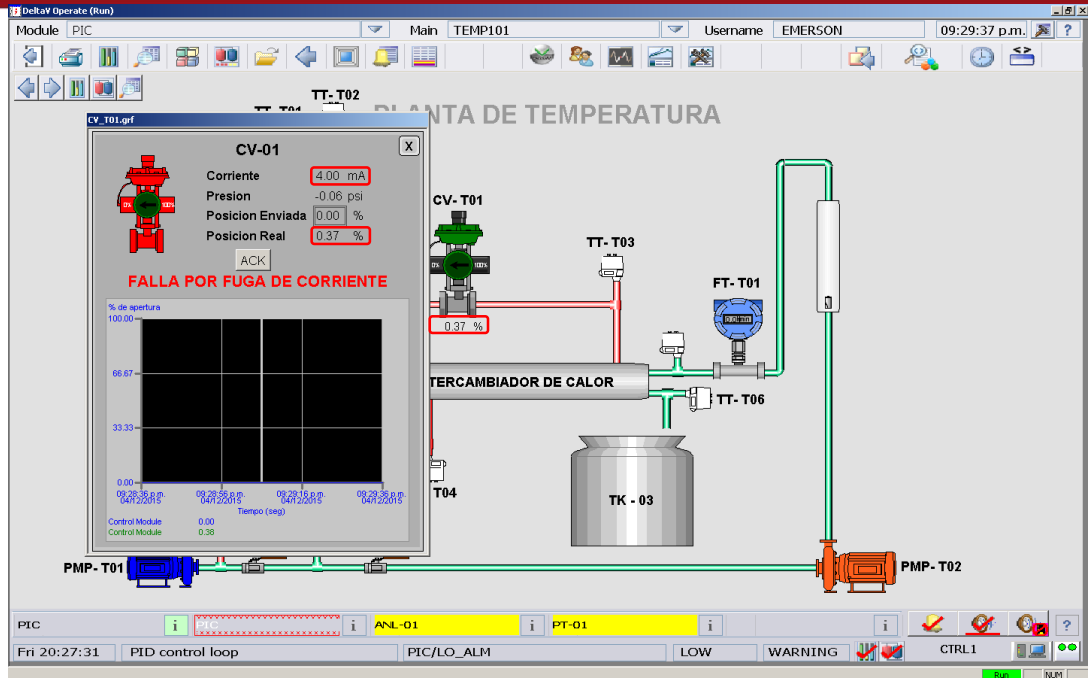 DeltaV Operate (Run)
Module PIC Main TEMP101 Username EMERSON 09:29:37 p.m. ?
TT- T02
PLANTA DE TEMPERATURA
CV_T01.grf
CV-01 X
Corriente 4.00 mA
Presion -0.06 psi
Posicion Enviada 0.00 %
Posicion Real 0.37 %
ACK
FALLA POR FUGA DE CORRIENTE
% de apertura
100.00
66.67
33.33
0.00
09:28:36 p.m. 09:28:56 p.m. 09:29:16 p.m. 09:29:36 p.m.
04/12/2015 04/12/2015 04/12/2015 04/12/2015
Tiempo (seg)
Control Module 0.00
Control Module 0.38
CV- T01
0% 100%
0.37 %
TT- T03
FT- T01
TERCAMBIADOR DE CALOR
TT- T06
T04
TK - 03
PMP- T01
PMP- T02
PIC i PIC i ANL-01 i PT-01 i i ?
Fri 20:27:31 PID control loop PIC/LO_ALM LOW WARNING CTRL1
Run NUM